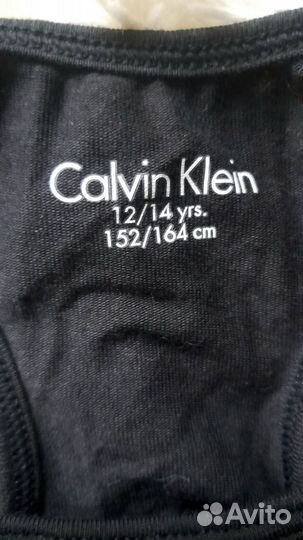 Calvin Klein
12/14 yrs.
152/164 cm
Avito